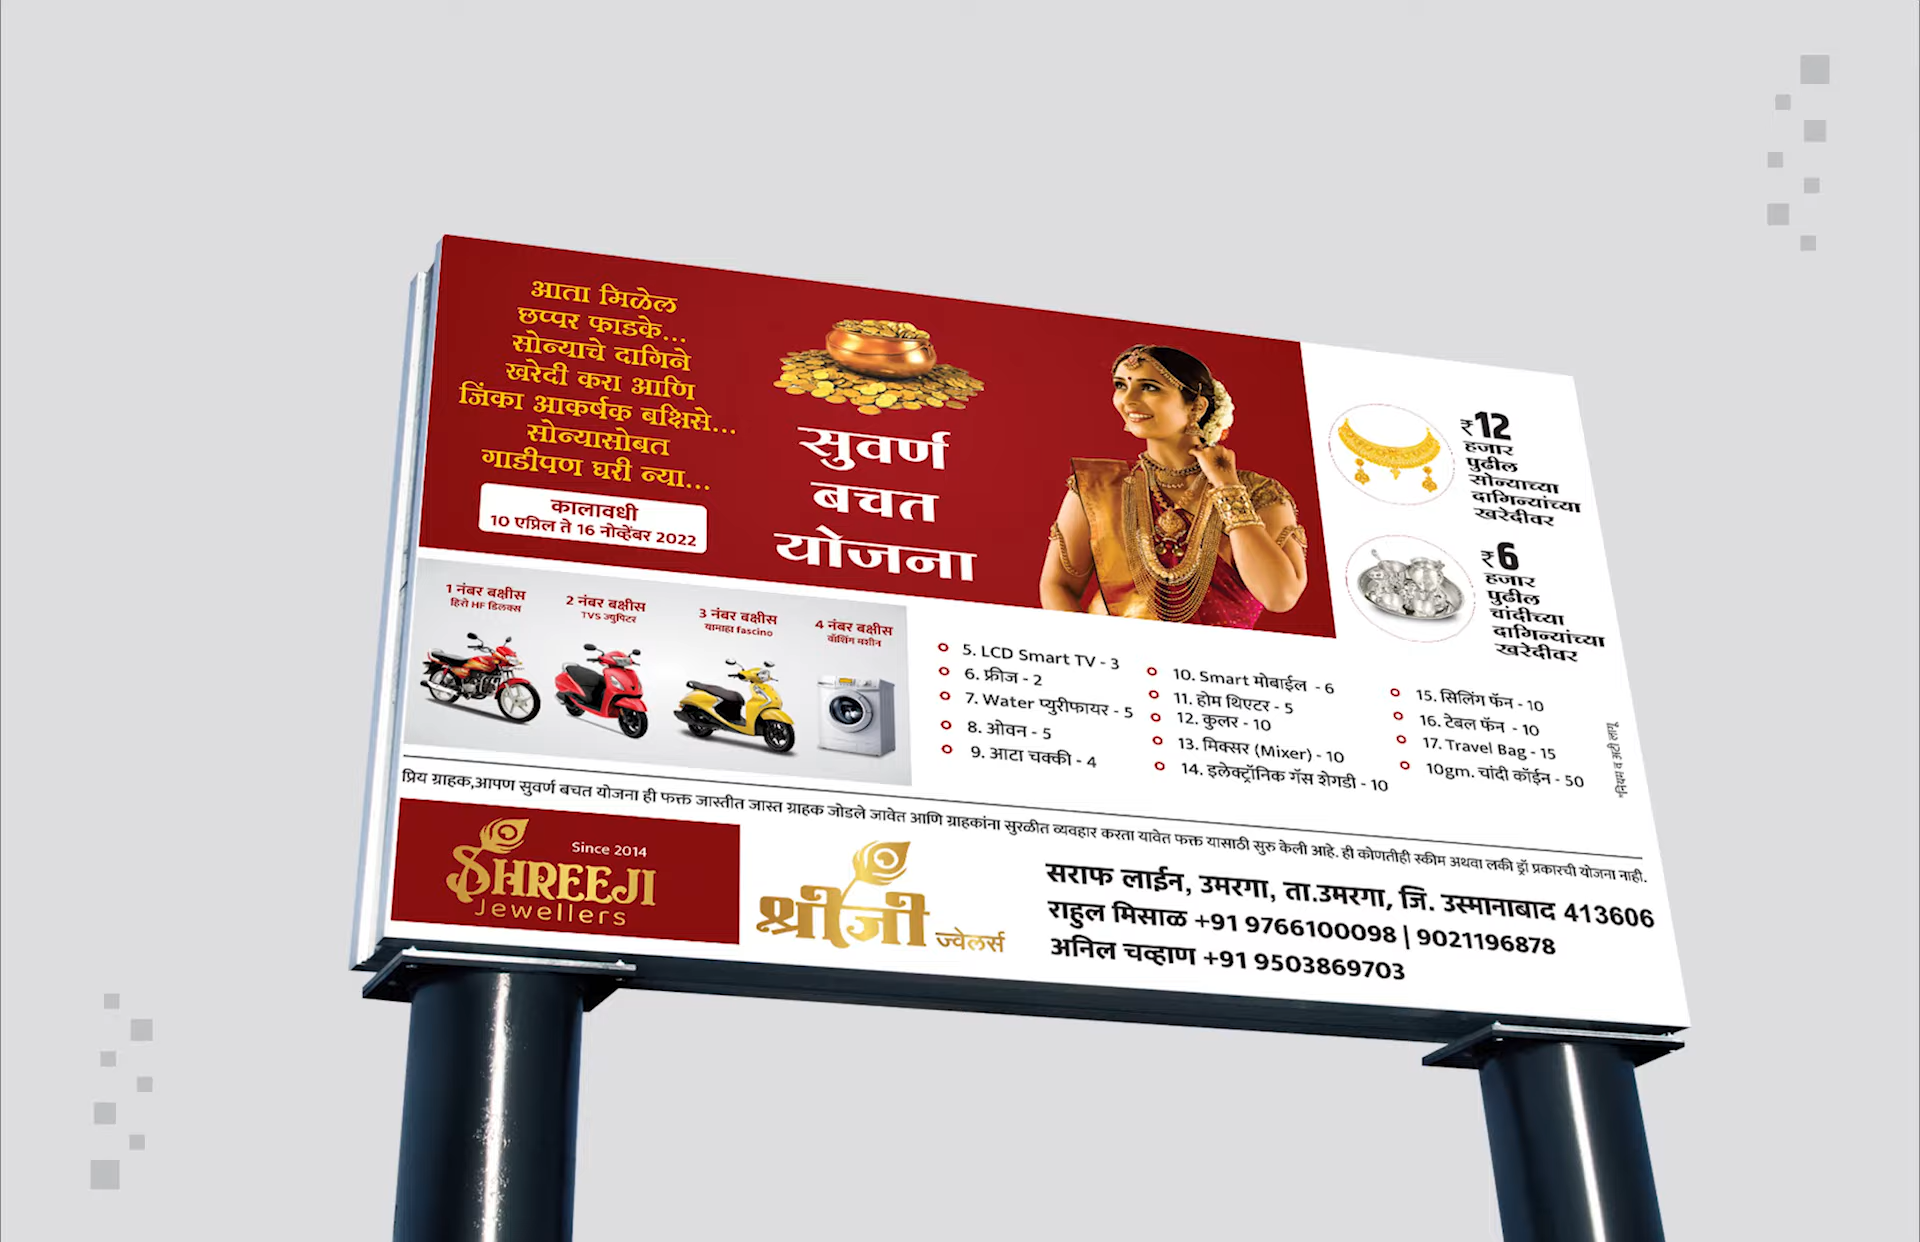 आता मिळेल
छप्पर फाडके...
सोन्याचे दागिने
खरेदी करा आणि
जिंका आकर्षक बक्षिसे...
सोन्यासोबत
गाडीपण घरी न्या...
कालावधी
10 एप्रिल ते 16 नोव्हेंबर 2022
सुवर्ण
बचत
योजना
₹12
हजार
पुढील
सोन्याच्या
दागिन्यांच्या
खरेदीवर
₹6
हजार
पुढील
चांदीच्या
दागिन्यांच्या
खरेदीवर
1 नंबर बक्षीस
हिरो HF डिलक्स
2 नंबर बक्षीस
TVS ज्युपिटर
3 नंबर बक्षीस
यामाहा fascino
4 नंबर बक्षीस
वॉशिंग मशीन
5. LCD Smart TV - 3
6. फ्रीज - 2
7. Water प्युरीफायर - 5
8. ओवन - 5
9. आटा चक्की - 4
10. Smart मोबाईल - 6
11. होम थिएटर - 5
12. कुलर - 10
13. मिक्सर (Mixer) - 10
14. इलेक्ट्रॉनिक गॅस शेगडी - 10
15. सिलिंग फॅन - 10
16. टेबल फॅन - 10
17. Travel Bag - 15
10gm. चांदी कॉईन - 50
*नियम व अटी लागू
प्रिय ग्राहक,आपण सुवर्ण बचत योजना ही फक्त जास्तीत जास्त ग्राहक जोडले जावेत आणि ग्राहकांना सुरळीत व्यवहार करता यावेत फक्त यासाठी सुरु केली आहे. ही कोणतीही स्कीम अथवा लकी ड्रॉ प्रकारची योजना नाही.
Since 2014
SHREEJI
Jewellers
श्रीजी
ज्वेलर्स
सराफ लाईन, उमरगा, ता.उमरगा, जि. उस्मानाबाद 413606
राहुल मिसाळ +91 9766100098 | 9021196878
अनिल चव्हाण +91 9503869703